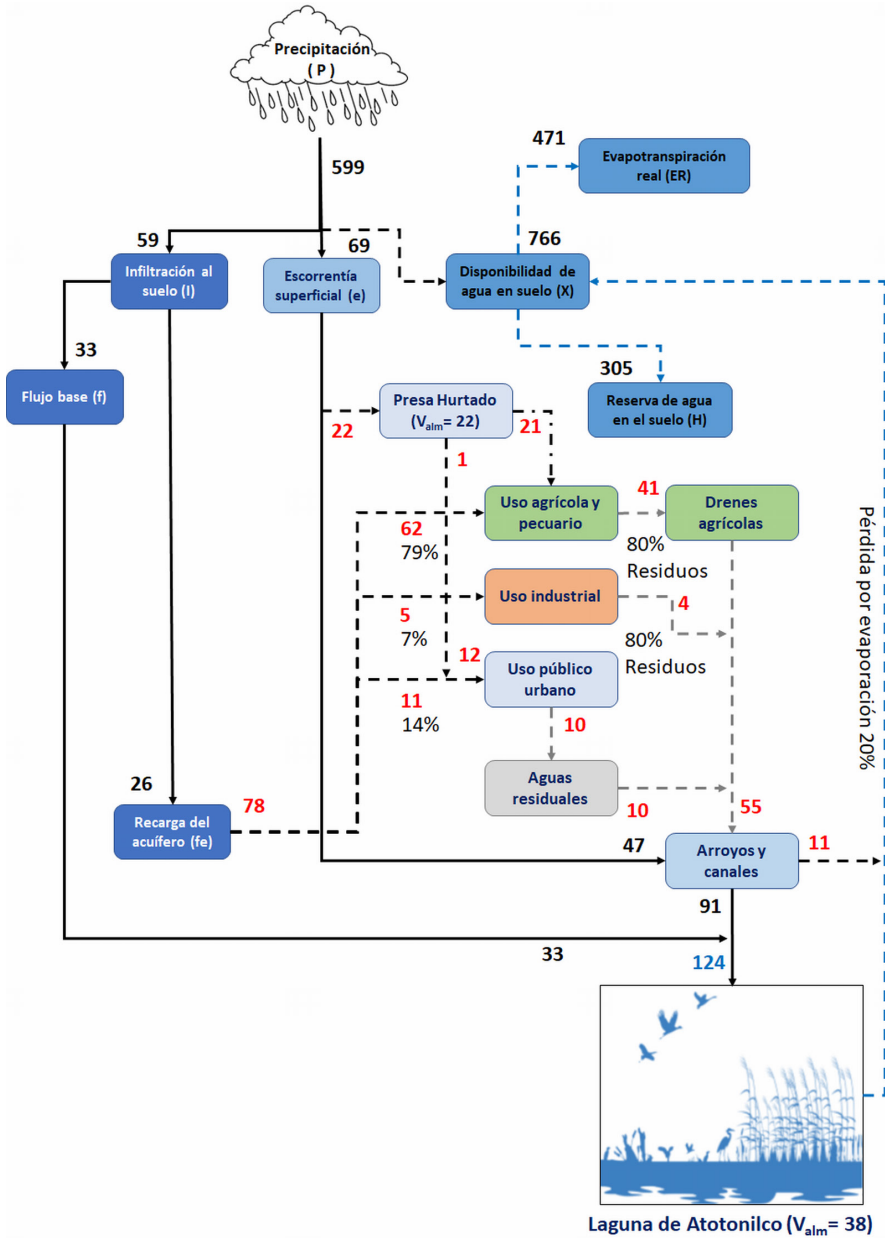 Precipitación
( P )
599
471
Evapotranspiración
real (ER)
59
69
766
Infiltración al
suelo (I)
Escorrentía
superficial (e)
Disponibilidad de
agua en suelo (X)
33
Flujo base (f)
305
Reserva de agua
en el suelo (H)
Presa Hurtado
(Valm= 22)
22
21
1
Uso agrícola y
pecuario
41
Drenes
agrícolas
62
79%
80%
Residuos
Uso industrial
4
5
7%
80%
Residuos
12
Uso público
urbano
11
14%
10
Aguas
residuales
10
55
26
78
Recarga del
acuífero (fe)
47
Arroyos y
canales
11
91
33
124
Pérdida por evaporación 20%
Laguna de Atotonilco (Valm= 38)